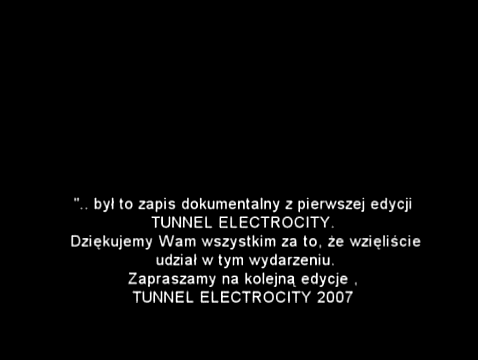 ".. był to zapis dokumentalny z pierwszej edycji
TUNNEL ELECTROCITY.
Dziękujemy Wam wszystkim za to, że wzięliście
udział w tym wydarzeniu.
Zapraszamy na kolejną edycje ,
TUNNEL ELECTROCITY 2007